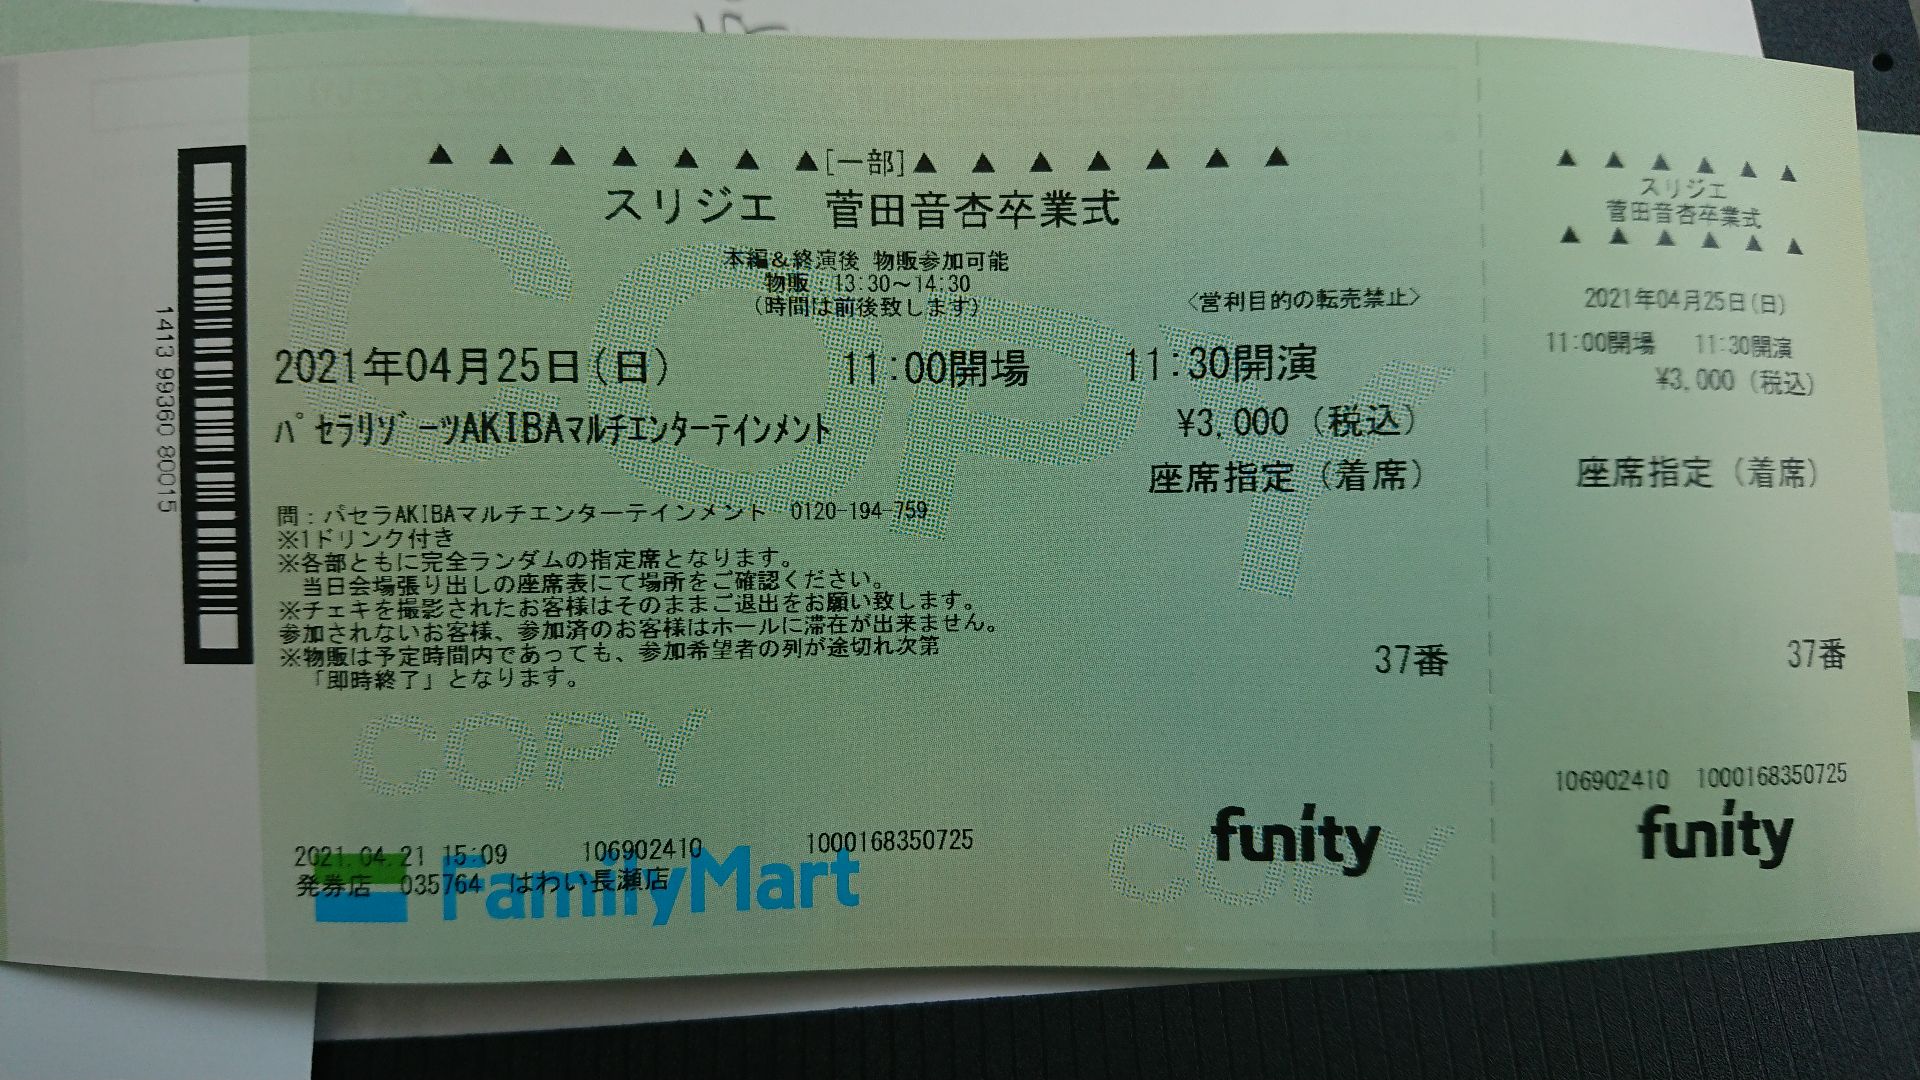 ▲ ▲ ▲ ▲ ▲ ▲ ▲[一部]▲ ▲ ▲ ▲ ▲ ▲ ▲
スリジエ 菅田音杏卒業式
本編&終演後 物販参加可能
物販:13:30~14:30
(時間は前後致します)
<営利目的の転売禁止>
2021年04月25日(日) 11:00開場 11:30開演
パセラリゾーツAKIBAマルチエンターテインメント
¥3,000(税込)
座席指定(着席)
問:パセラAKIBAマルチエンターテインメント 0120-194-759
※1ドリンク付き
※各部ともに完全ランダムの指定席となります。
当日会場張り出しの座席表にて場所をご確認ください。
※チェキを撮影されたお客様はそのままご退出をお願い致します。
参加されないお客様、参加済のお客様はホールに滞在が出来ません。
※物販は予定時間内であっても、参加希望者の列が途切れ次第
「即時終了」となります。
37番
2021.04.21 15:09 106902410 1000168350725
発券店 035764 はわい長瀬店
FamilyMart
funity
COPY
COPY
COPY
1413 99360 80015
▲ ▲ ▲ ▲ ▲ ▲
スリジエ
菅田音杏卒業式
▲ ▲ ▲ ▲ ▲ ▲
2021年04月25日(日)
11:00開場 11:30開演
¥3,000(税込)
座席指定(着席)
37番
106902410 1000168350725
funity